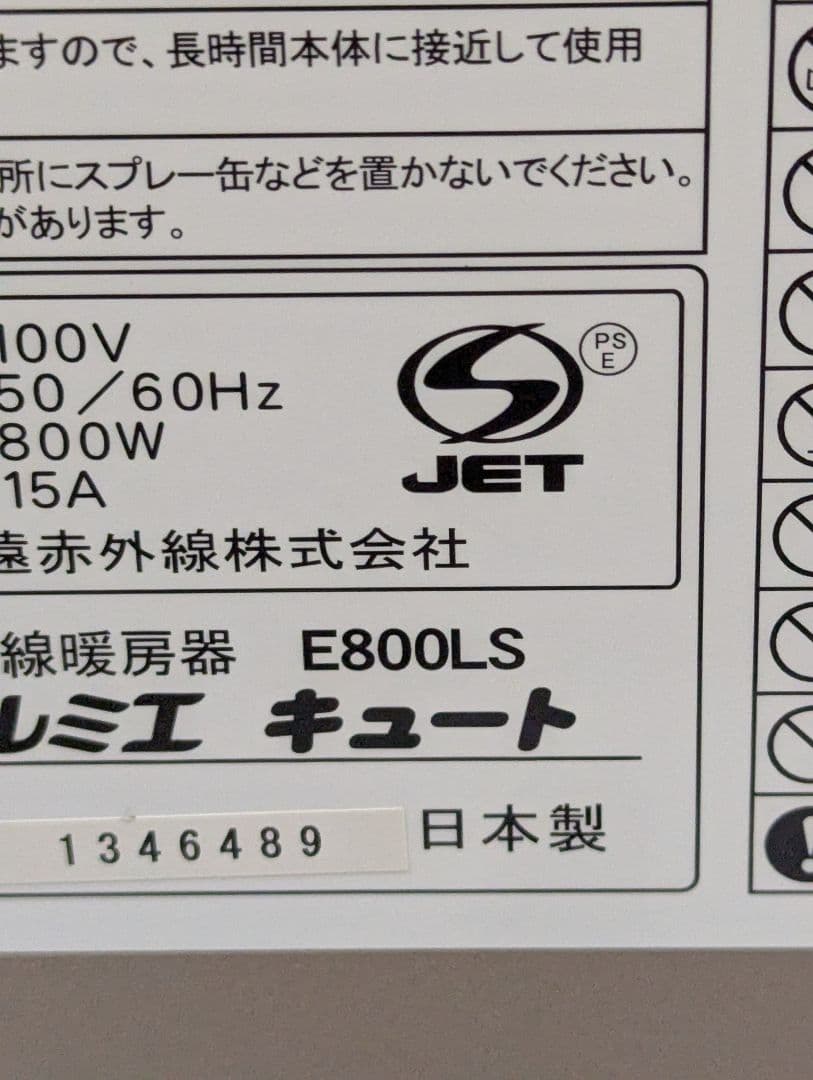 ますので、長時間本体に接近して使用
所にスプレー缶などを置かないでください。
があります。
100V
50／60Hz
800W
15A
PS
E
JET
遠赤外線株式会社
線暖房器 E800LS
ルミエ キュート
1346489
日本製